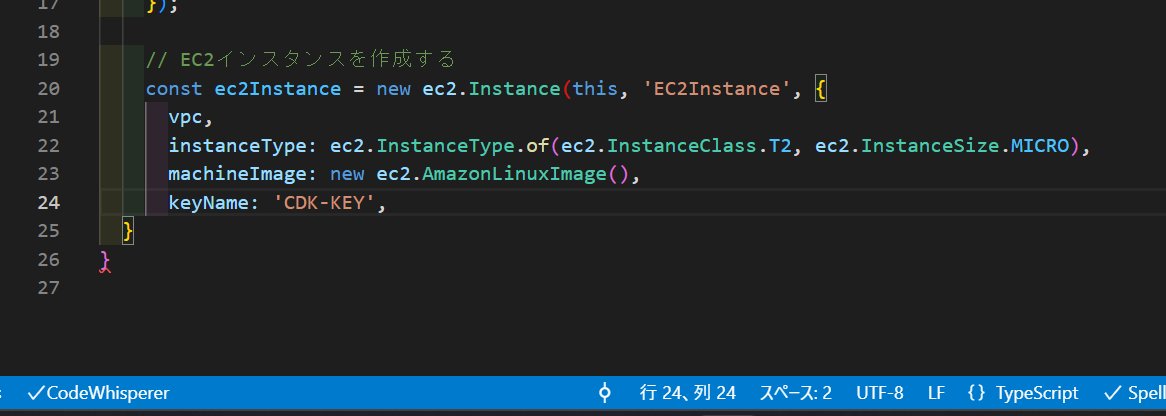 17 });
18
19 // EC2インスタンスを作成する
20 const ec2Instance = new ec2.Instance(this, 'EC2Instance', {
21 vpc,
22 instanceType: ec2.InstanceType.of(ec2.InstanceClass.T2, ec2.InstanceSize.MICRO),
23 machineImage: new ec2.AmazonLinuxImage(),
24 keyName: 'CDK-KEY',
25 }
26 }
27
✓CodeWhisperer 行 24、列 24 スペース: 2 UTF-8 LF {} TypeScript ✓ Spell